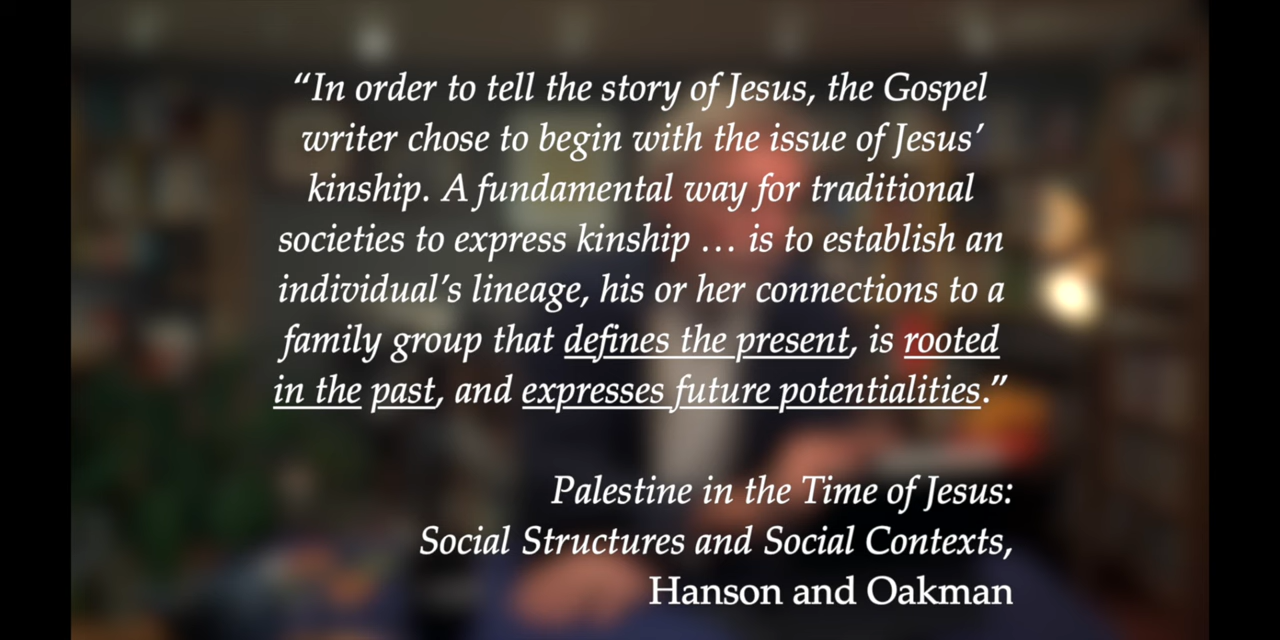 “In order to tell the story of Jesus, the Gospel
writer chose to begin with the issue of Jesus’
kinship. A fundamental way for traditional
societies to express kinship … is to establish an
individual’s lineage, his or her connections to a
family group that defines the present, is rooted
in the past, and expresses future potentialities.”
Palestine in the Time of Jesus:
Social Structures and Social Contexts,
Hanson and Oakman